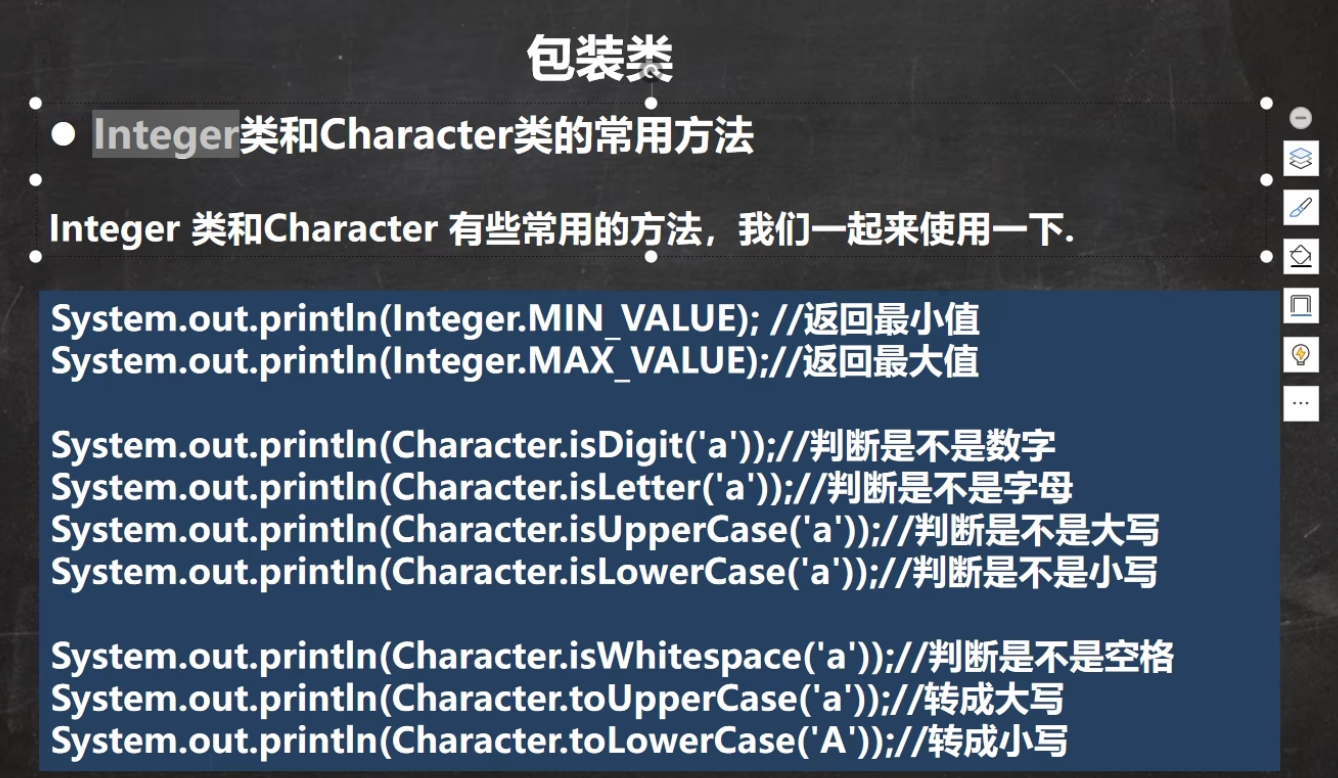 包装类
Integer类和Character类的常用方法
Integer 类和Character 有些常用的方法，我们一起来使用一下.
System.out.println(Integer.MIN_VALUE); //返回最小值
System.out.println(Integer.MAX_VALUE);//返回最大值
System.out.println(Character.isDigit('a'));//判断是不是数字
System.out.println(Character.isLetter('a'));//判断是不是字母
System.out.println(Character.isUpperCase('a'));//判断是不是大写
System.out.println(Character.isLowerCase('a'));//判断是不是小写
System.out.println(Character.isWhitespace('a'));//判断是不是空格
System.out.println(Character.toUpperCase('a'));//转成大写
System.out.println(Character.toLowerCase('A'));//转成小写